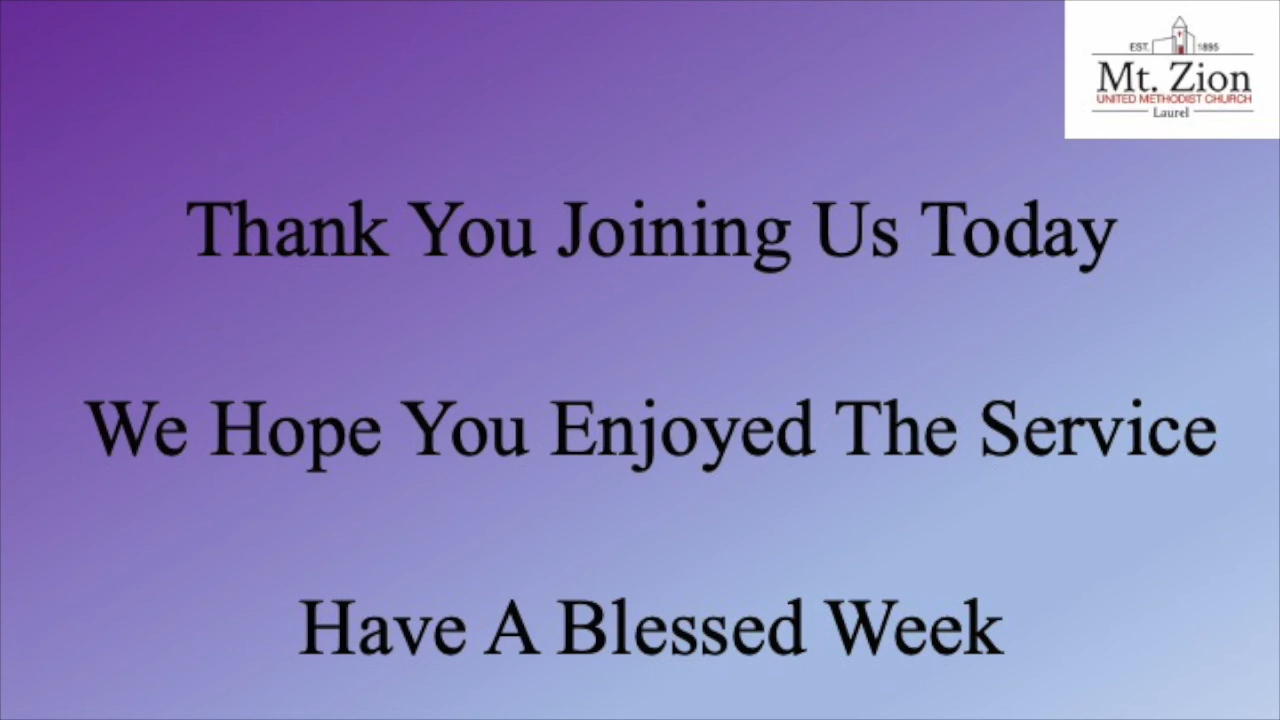 EST. 1895
Mt. Zion
UNITED METHODIST CHURCH
Laurel
Thank You Joining Us Today
We Hope You Enjoyed The Service
Have A Blessed Week